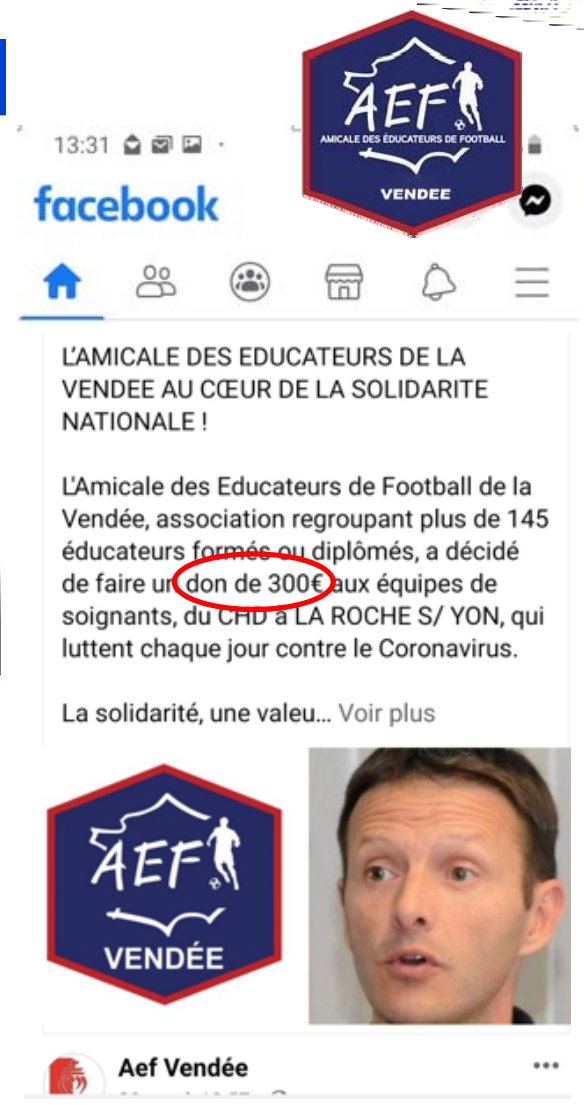 AEF
AMICALE DES ÉDUCATEURS DE FOOTBALL
VENDEE
13:31
facebook
L'AMICALE DES EDUCATEURS DE LA
VENDEE AU CŒUR DE LA SOLIDARITE
NATIONALE !
L'Amicale des Educateurs de Football de la
Vendée, association regroupant plus de 145
éducateurs formés ou diplômés, a décidé
de faire un don de 300€ aux équipes de
soignants, du CHD à LA ROCHE S/ YON, qui
luttent chaque jour contre le Coronavirus.
La solidarité, une valeu... Voir plus
AEF
VENDÉE
Aef Vendée